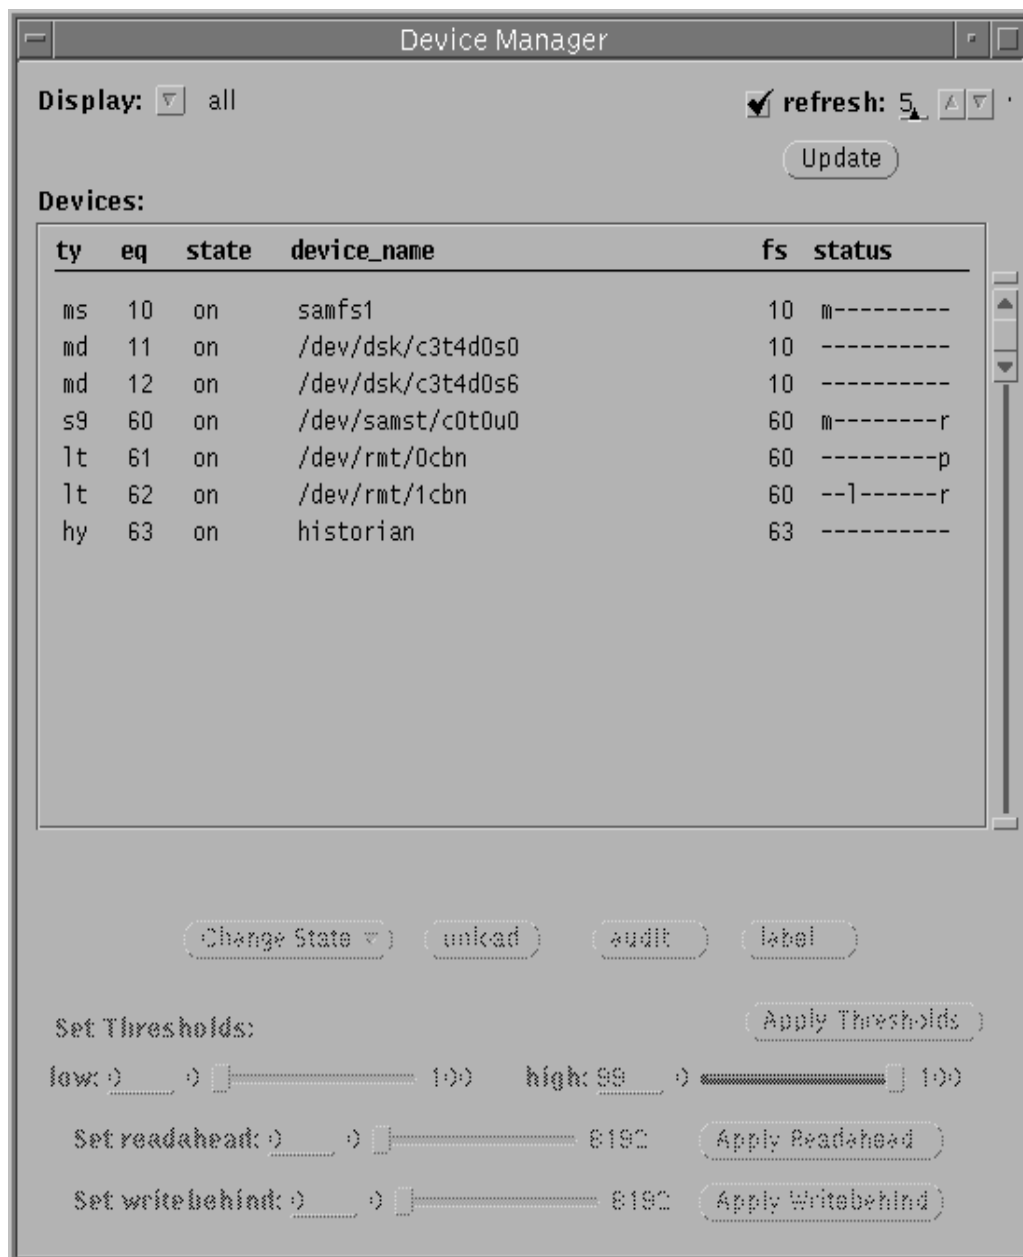 Device Manager
Display: all refresh: 5
Update
Devices:
ty eq state device_name fs status
ms 10 on samfs1 10 m---------
md 11 on /dev/dsk/c3t4d0s0 10 ----------
md 12 on /dev/dsk/c3t4d0s6 10 ----------
s9 60 on /dev/samst/c0t0u0 60 m--------r
lt 61 on /dev/rmt/0cbn 60 ---------p
lt 62 on /dev/rmt/1cbn 60 --l------r
hy 63 on historian 63 ----------
Change State unload audit label
Set Thresholds: Apply Thresholds
low: 0 0 100 high: 99 0 100
Set readahead: 0 0 8192 Apply Readahead
Set writebehind: 0 0 8192 Apply Writebehind